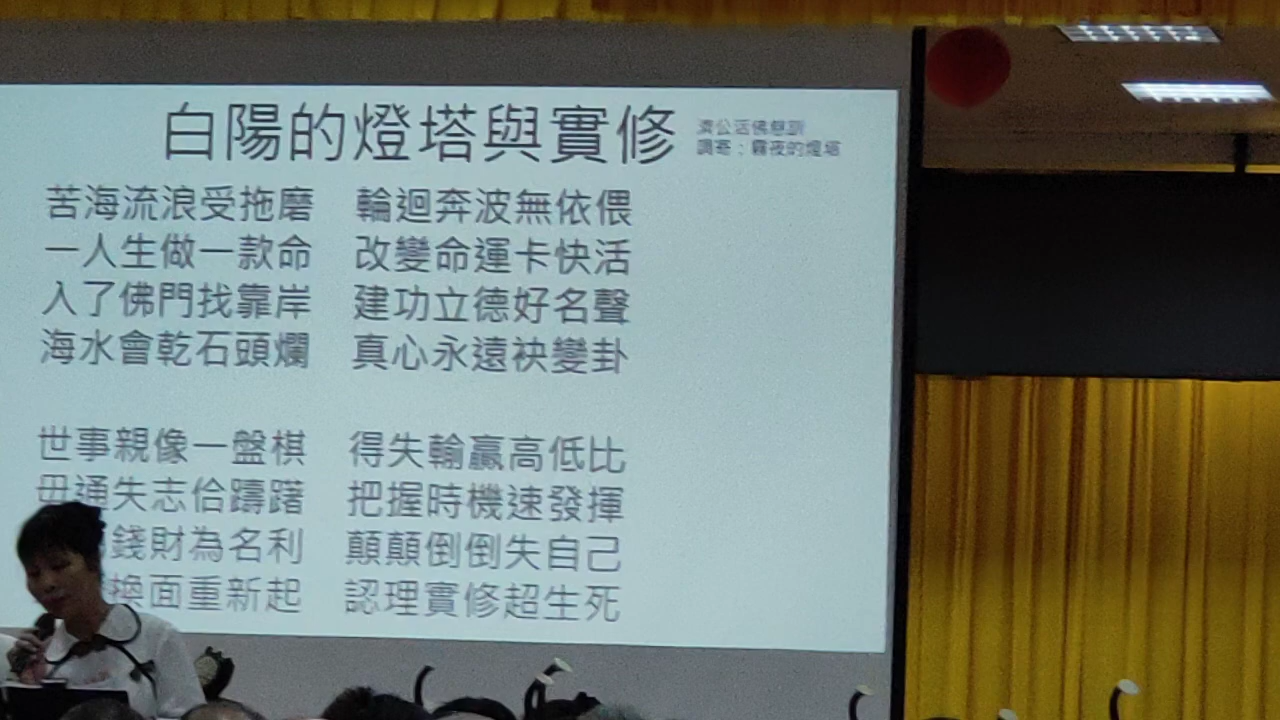 白陽的燈塔與實修
濟公活佛慈訓
調寄：霧夜的燈塔
苦海流浪受拖磨 輪迴奔波無依偎
一人生做一款命 改變命運卡快活
入了佛門找靠岸 建功立德好名聲
海水會乾石頭爛 真心永遠袂變卦
世事親像一盤棋 得失輸贏高低比
毋通失志佮躊躇 把握時機速發揮
錢財為名利 顛顛倒倒失自己
換面重新起 認理實修超生死